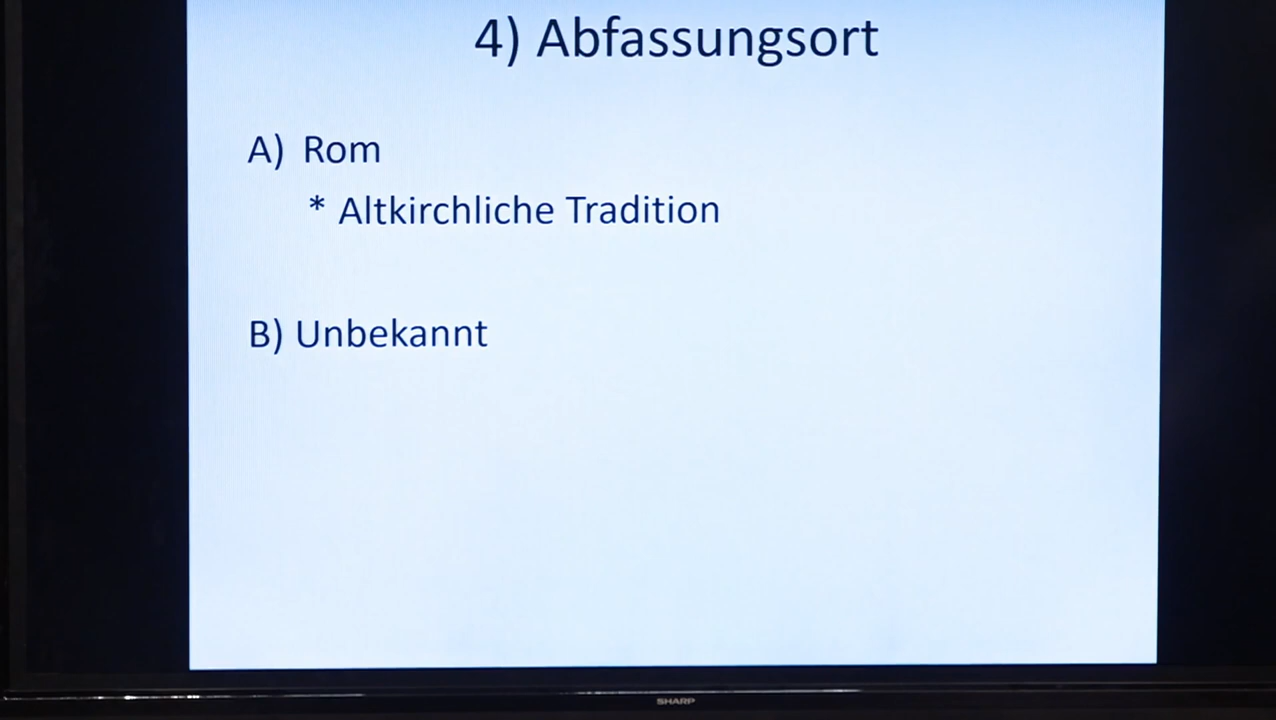 4) Abfassungsort
A) Rom
* Altkirchliche Tradition
B) Unbekannt
SHARP